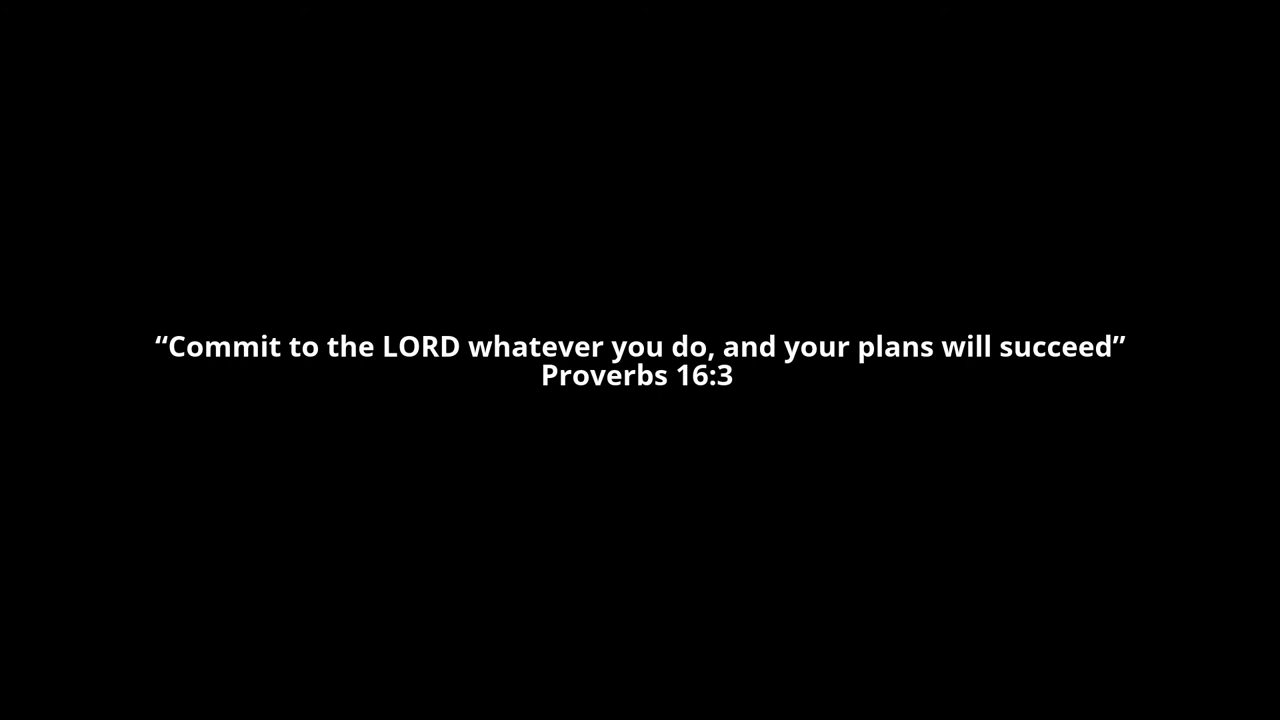 “Commit to the LORD whatever you do, and your plans will succeed”
Proverbs 16:3